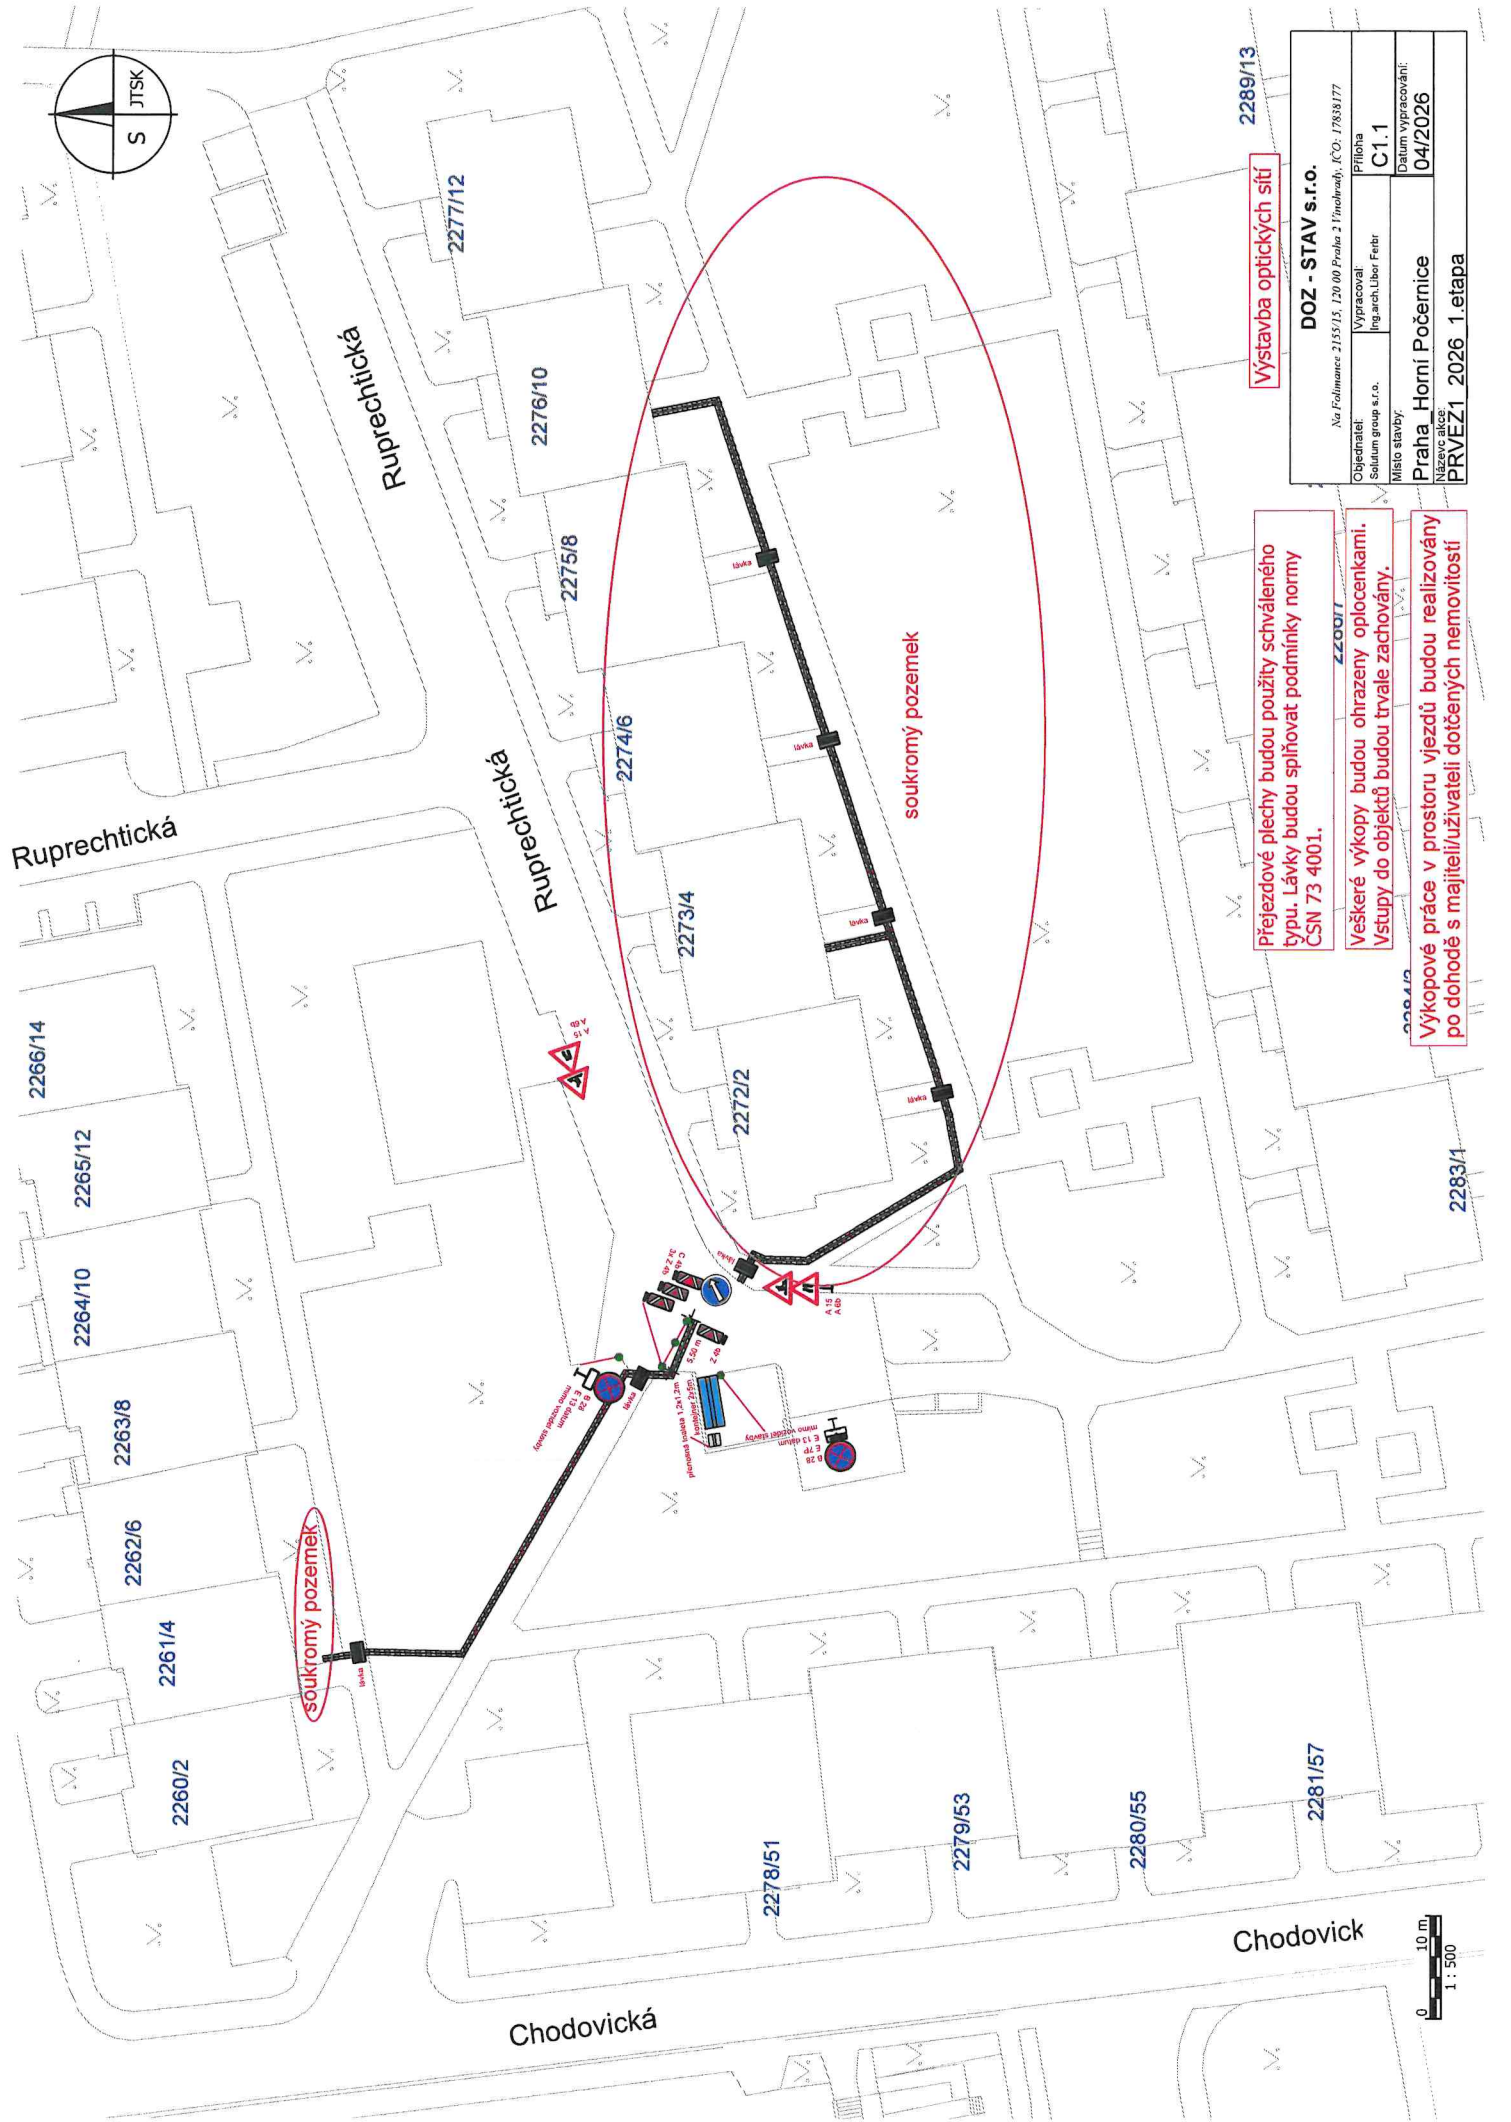 S JTSK
Ruprechtická
Ruprechtická
Ruprechtická
2266/14
2265/12
2264/10
2263/8
2262/6
2261/4
2260/2
2277/12
2276/10
2275/8
2274/6
2273/4
2272/2
soukromý pozemek
lávka
B 28
E 13 datum
mimo vozidel stavby
lávka
3x Z 4b
C 4b
lávka
5,50 m
Z 4b
přenosná toaleta 1,2x1,2m
kontejner 2x5m
B 28
E 7P
E 13 datum
mimo vozidel stavby
A 15
A 6b
A 15
A 6b
lávka
lávka
lávka
lávka
soukromý pozemek
2278/51
2279/53
2280/55
2281/57
2283/1
2289/13
Chodovická
Chodovick
0 10 m
1 : 500
Výstavba optických sítí
Přejezdové plechy budou použity schváleného
typu. Lávky budou splňovat podmínky normy
ČSN 73 4001.
Veškeré výkopy budou ohrazeny oplocenkami.
Vstupy do objektů budou trvale zachovány.
Výkopové práce v prostoru vjezdů budou realizovány
po dohodě s majiteli/uživateli dotčených nemovitostí
DOZ - STAV s.r.o.
Na Folimance 2155/15, 120 00 Praha 2 Vinohrady, IČO: 17838177
Objednatel:
Solutum group s.r.o.
Vypracoval:
Ing.arch.Libor Ferbr
Příloha
C1.1
Místo stavby:
Praha_Horní Počernice
Datum vypracování:
04/2026
Název akce:
PRVEZ1_2026_1.etapa